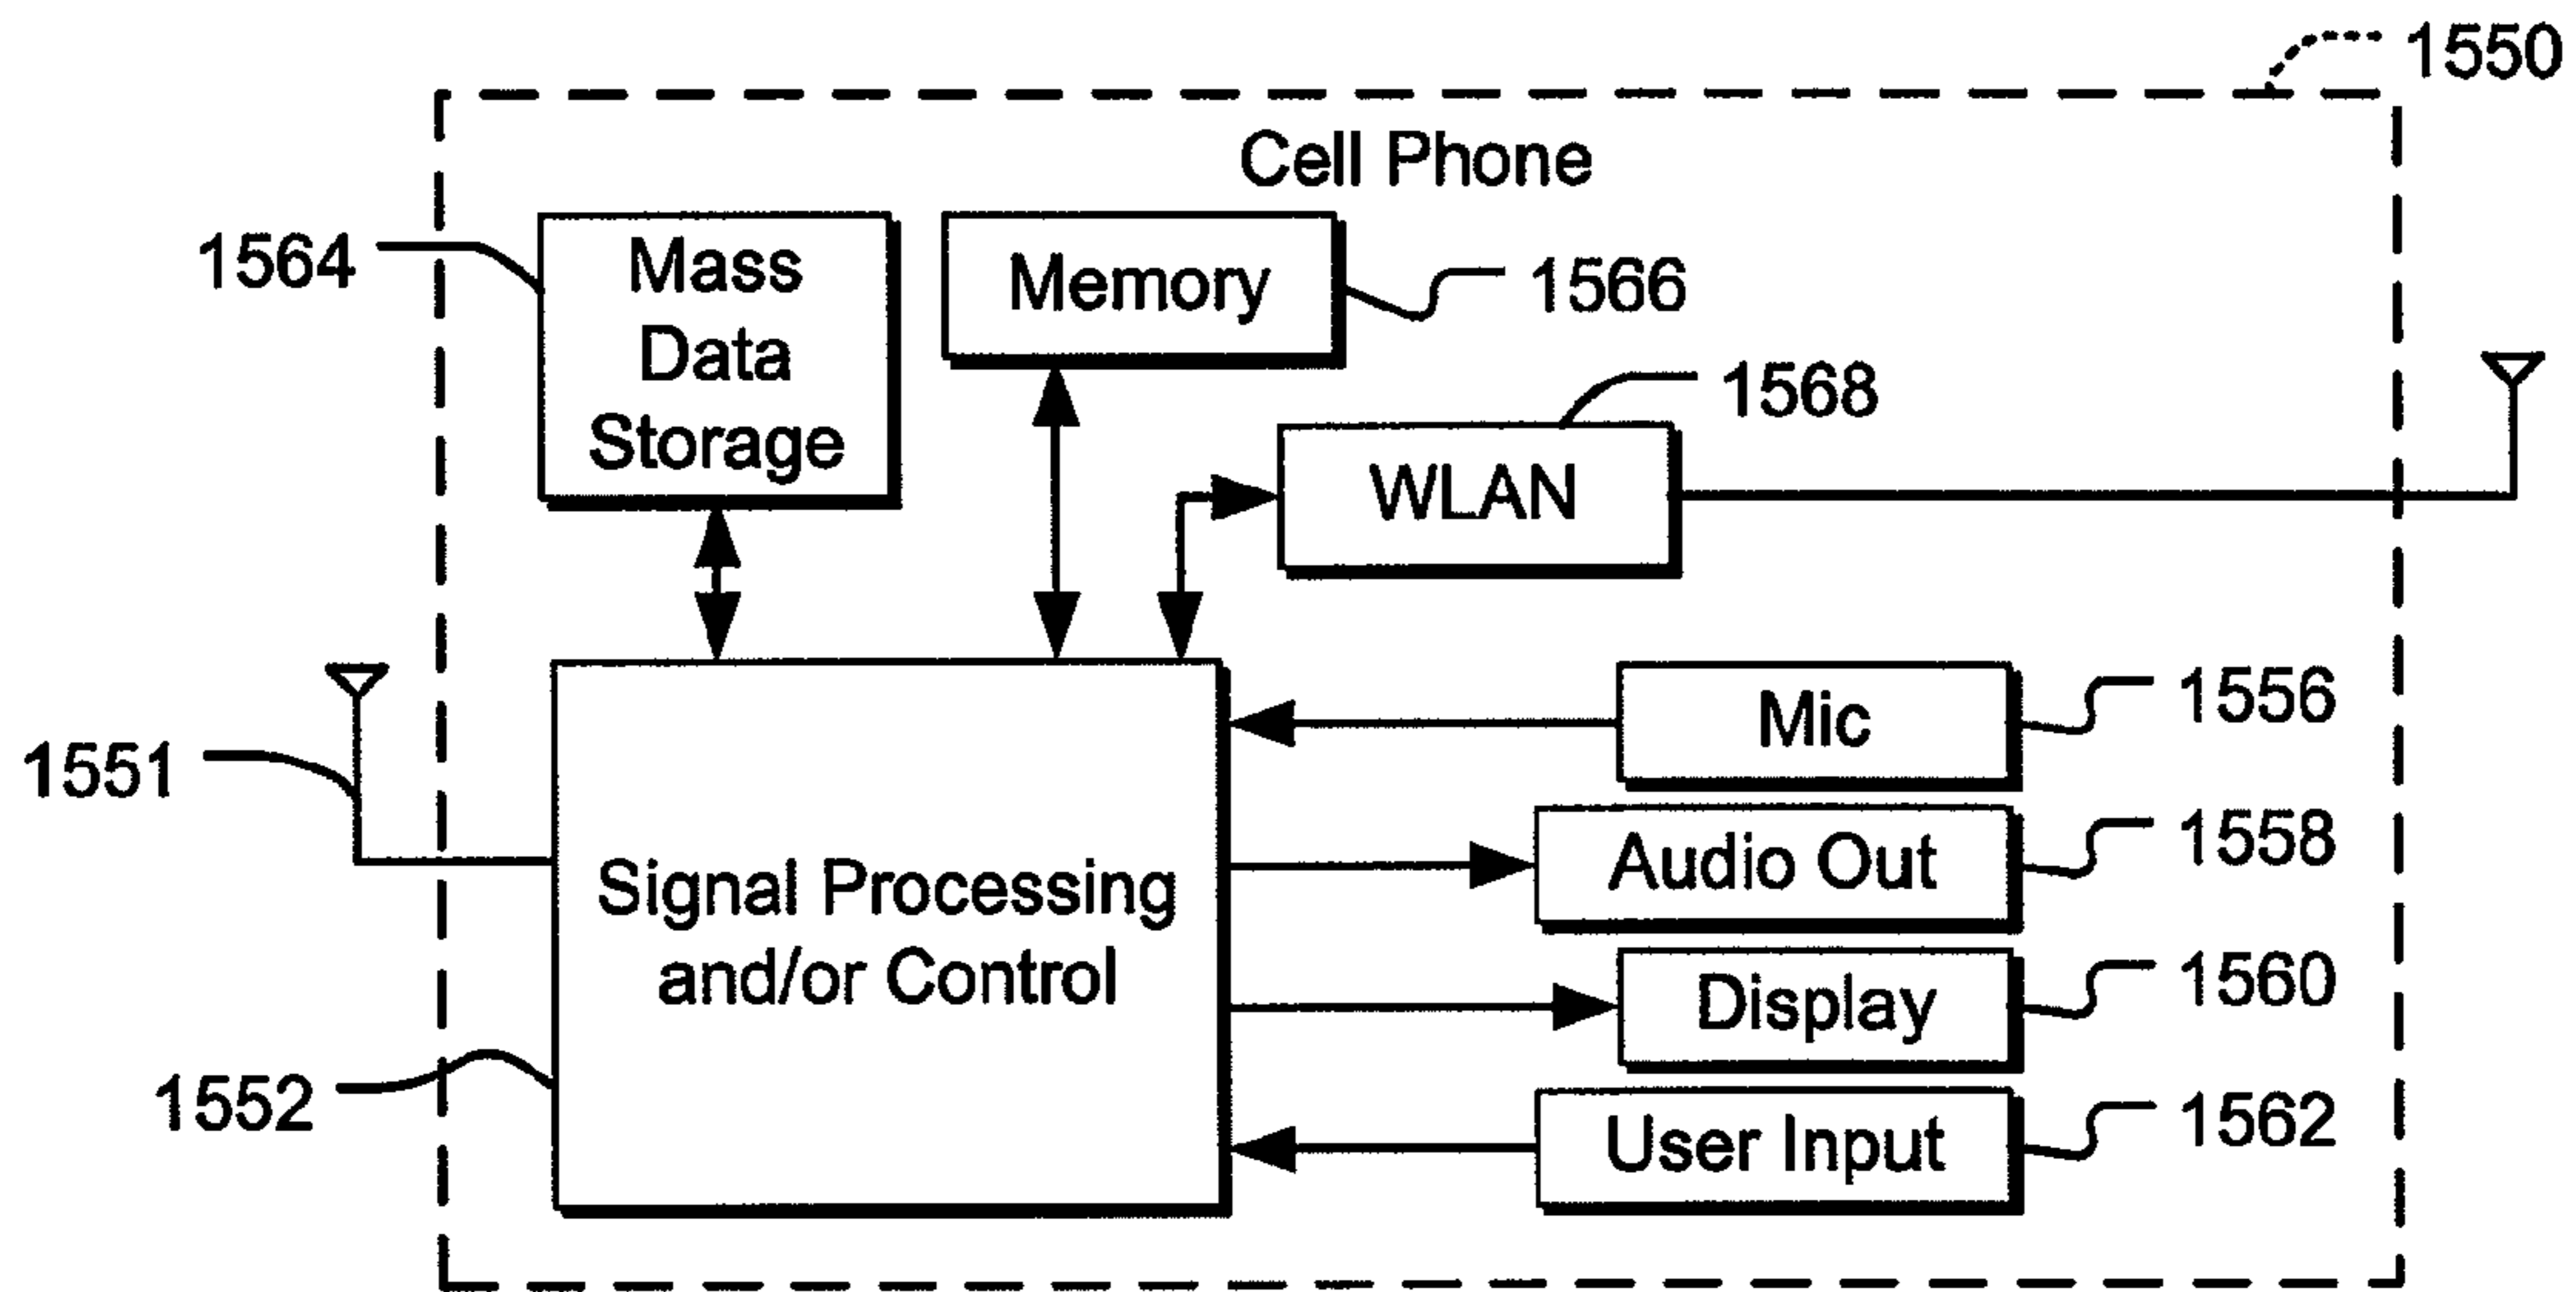 1550
Cell Phone
1564
Mass
Data
Storage
Memory
1566
1568
WLAN
1551
1552
Signal Processing
and/or Control
Mic
1556
Audio Out
1558
Display
1560
User Input
1562